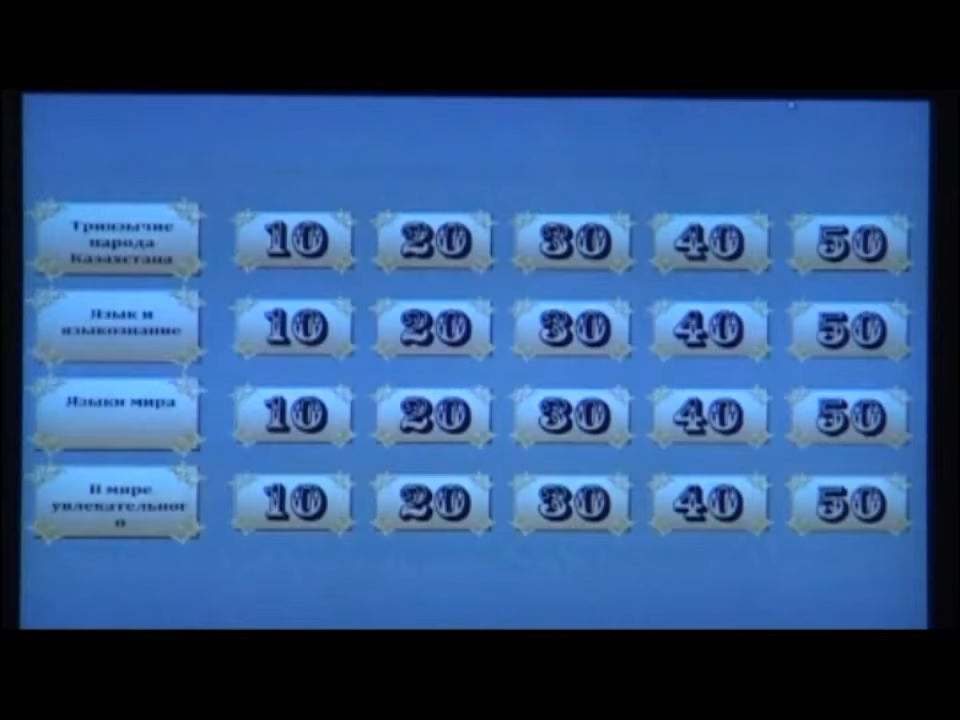 Триязычие
народа
Казахстана
10 20 30 40 50
Язык и
языкознание
10 20 30 40 50
Языки мира
10 20 30 40 50
В мире
увлекательног
о
10 20 30 40 50